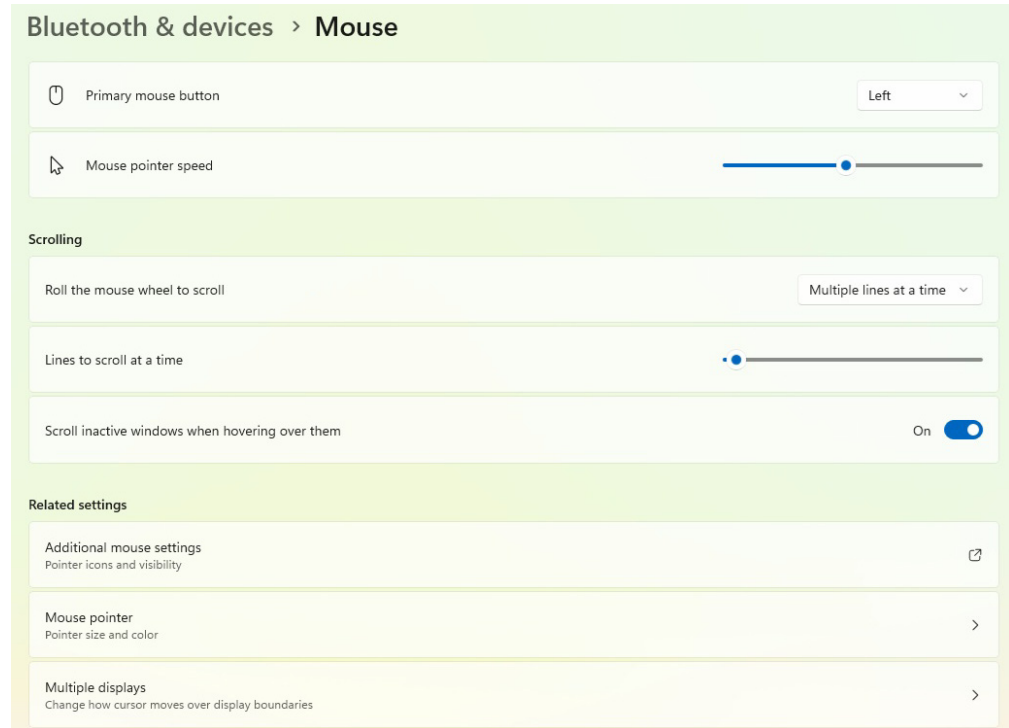 Bluetooth & devices > Mouse
Primary mouse button
Left
Mouse pointer speed
Scrolling
Roll the mouse wheel to scroll
Multiple lines at a time
Lines to scroll at a time
Scroll inactive windows when hovering over them
On
Related settings
Additional mouse settings
Pointer icons and visibility
Mouse pointer
Pointer size and color
Multiple displays
Change how cursor moves over display boundaries